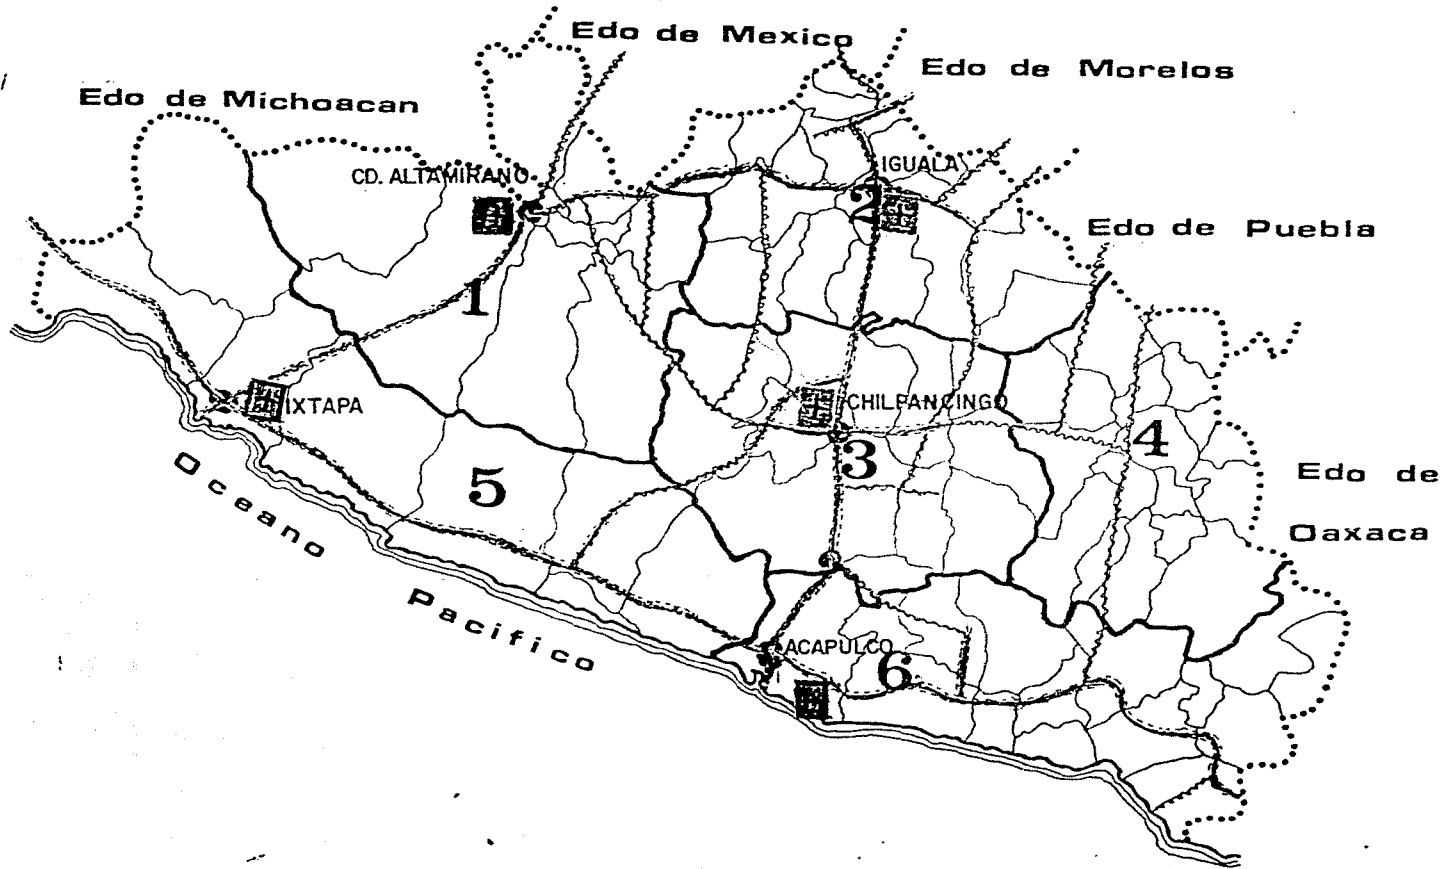 Edo de Mexico
Edo de Morelos
Edo de Michoacan
IGUALA
CD. ALTAMIRANO
2
Edo de Puebla
1
IXTAPA
CHILPANCINGO
4
3
5
Edo de
Oaxaca
Oceano
Pacifico
ACAPULCO
6